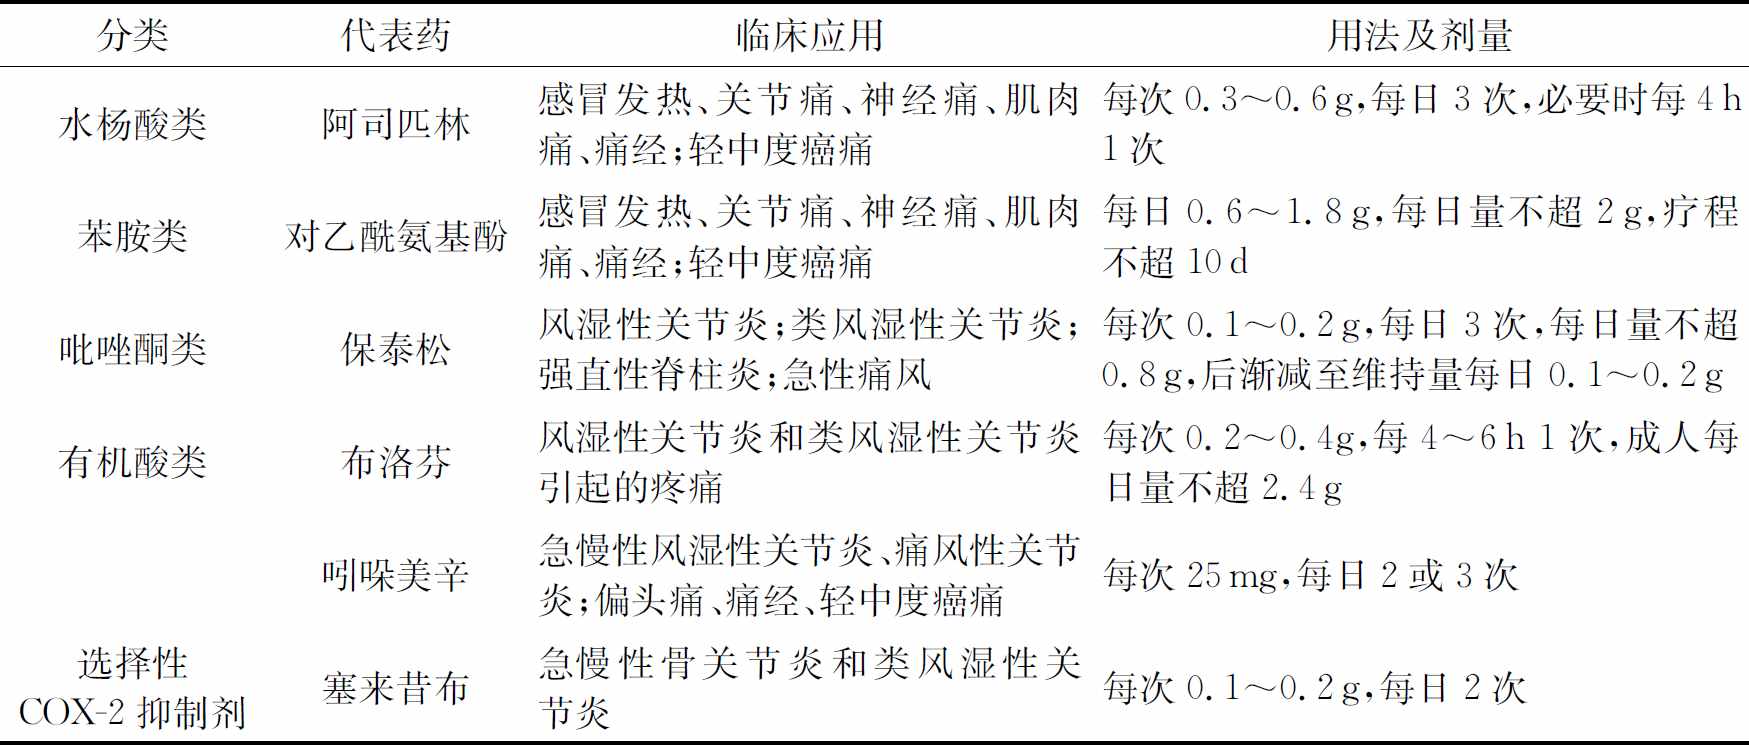 分类 代表药 临床应用 用法及剂量
水杨酸类 阿司匹林 感冒发热、关节痛、神经痛、肌肉 每次 0.3～0.6 g,每日 3 次,必要时每 4 h
痛、痛经;轻中度癌痛 1 次
苯胺类 对乙酰氨基酚 感冒发热、关节痛、神经痛、肌肉 每日 0.6～1.8 g,每日量不超 2 g,疗程
痛、痛经;轻中度癌痛 不超 10 d
吡唑酮类 保泰松 风湿性关节炎;类风湿性关节炎; 每次 0.1～0.2 g,每日 3 次,每日量不超
强直性脊柱炎;急性痛风 0.8 g,后渐减至维持量每日 0.1～0.2 g
有机酸类 布洛芬 风湿性关节炎和类风湿性关节炎 每次 0.2～0.4g,每 4～6 h 1 次,成人每
引起的疼痛 日量不超 2.4 g
吲哚美辛 急慢性风湿性关节炎、痛风性关节 每次 25 mg,每日 2 或 3 次
炎;偏头痛、痛经、轻中度癌痛
选择性 塞来昔布 急慢性骨关节炎和类风湿性关 每次 0.1～0.2 g,每日 2 次
COX-2 抑制剂 节炎